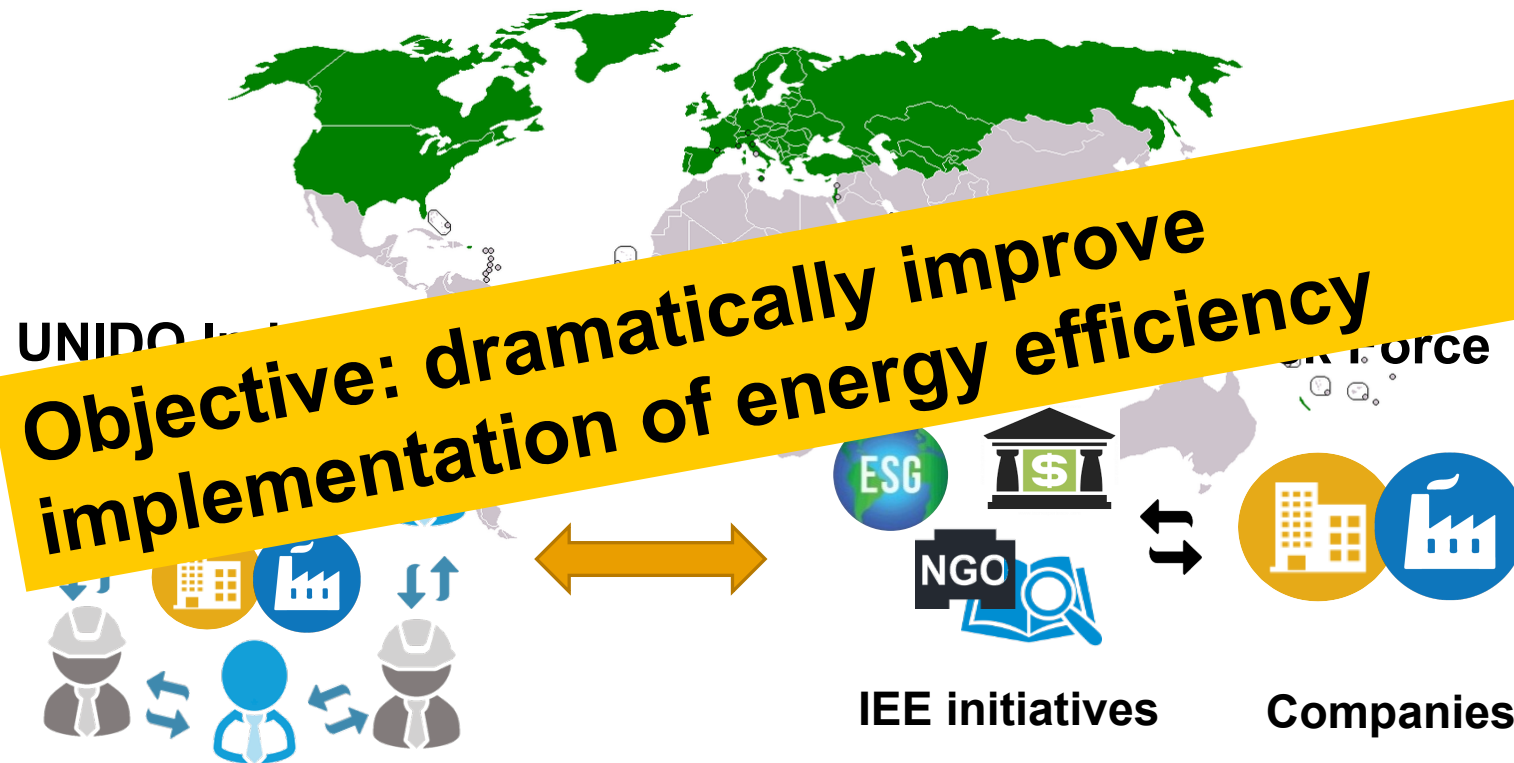 UNIDO
Objective: dramatically improve
implementation of energy efficiency
Force
ESG
$
NGO
IEE initiatives
Companies